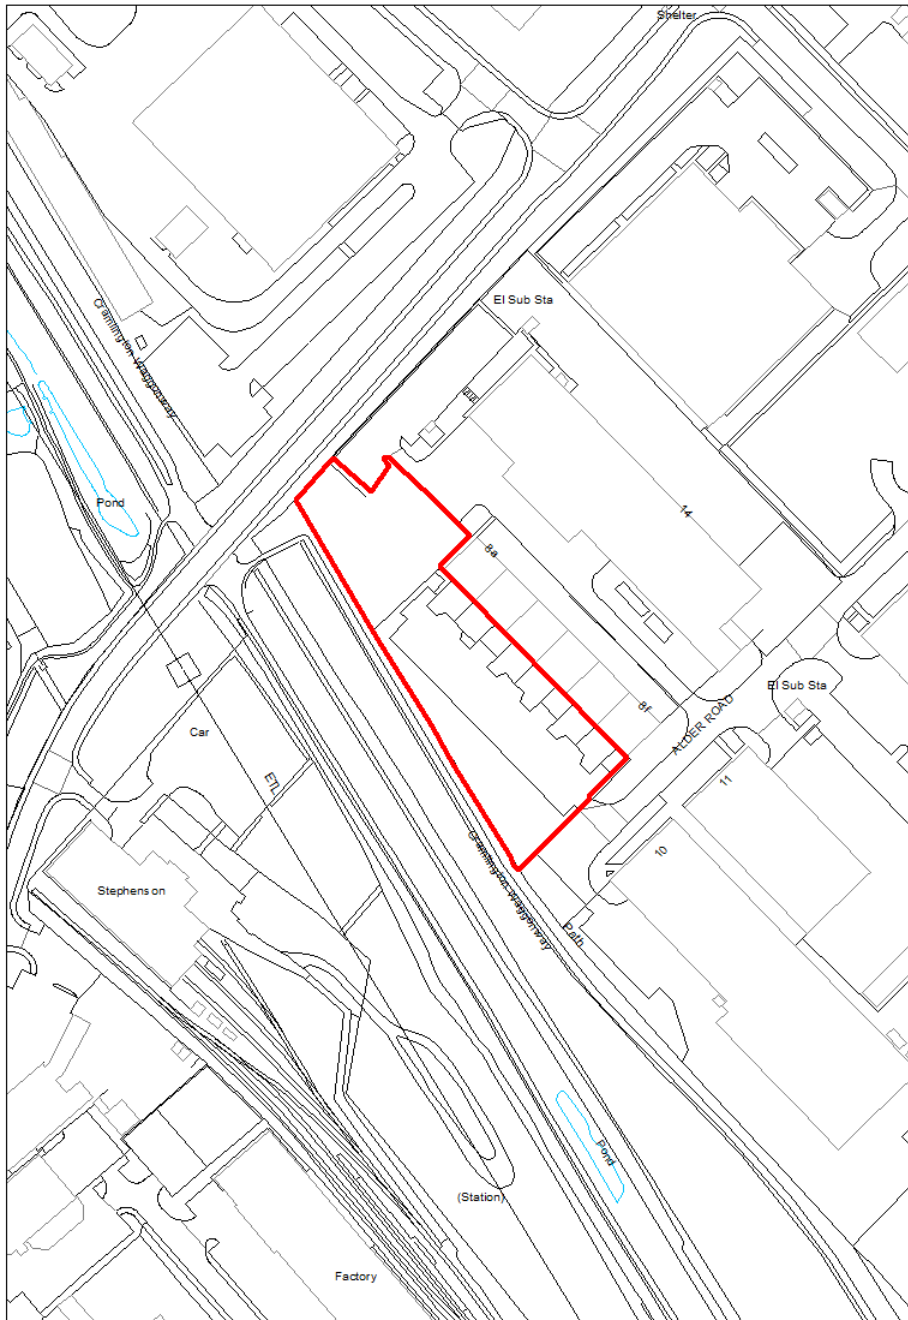 Shelter
El Sub Sta
Cramlington Waggonway
Pond
14
8a
El Sub Sta
8f
ALDER ROAD
Car
ETL
11
10
Stephenson
Cramlington Waggonway
Path
Pond
(Station)
Factory